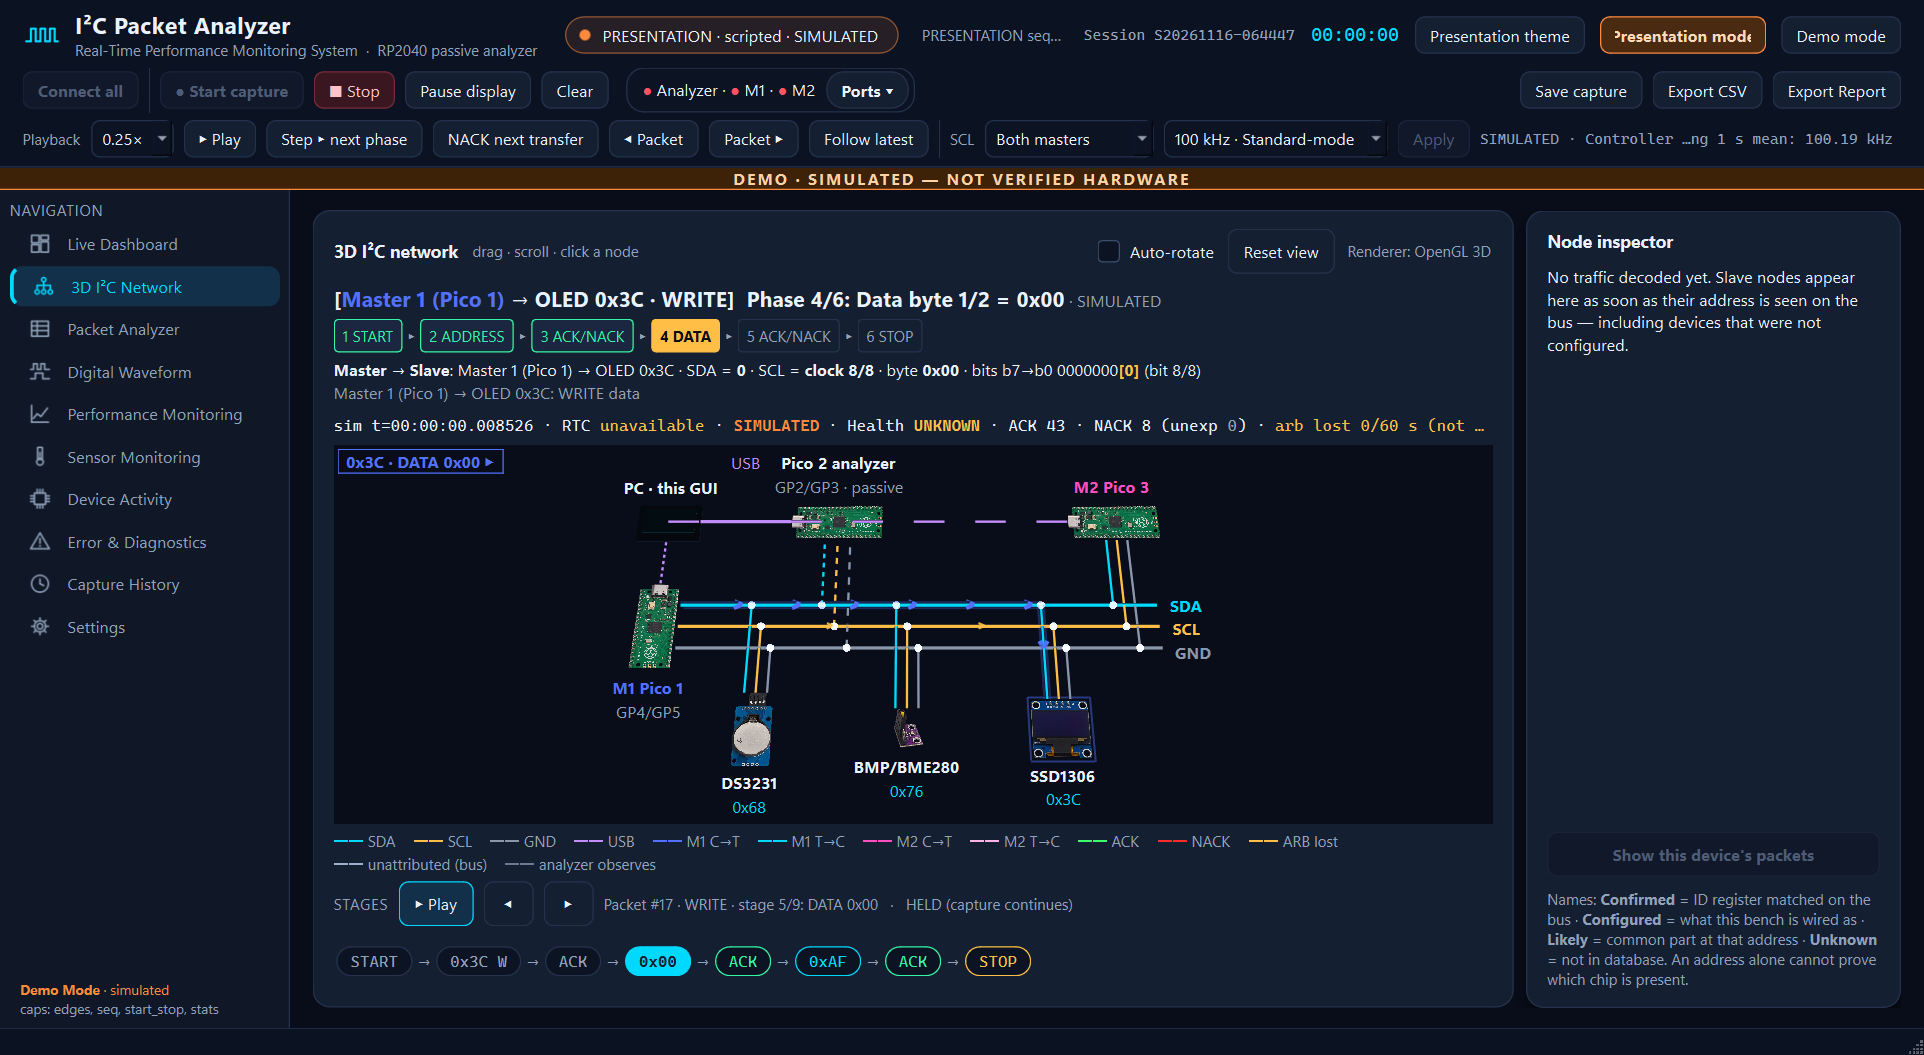 I²C Packet Analyzer
Real-Time Performance Monitoring System · RP2040 passive analyzer
PRESENTATION · scripted · SIMULATED
PRESENTATION seq...
Session S20261116-064447
00:00:00
Presentation theme
Presentation mode
Demo mode
Connect all
● Start capture
■ Stop
Pause display
Clear
● Analyzer · ● M1 · ● M2
Ports ▾
Save capture
Export CSV
Export Report
Playback
0.25×
▸ Play
Step ▸ next phase
NACK next transfer
◂ Packet
Packet ▸
Follow latest
SCL
Both masters
100 kHz · Standard-mode
Apply
SIMULATED · Controller …ng 1 s mean: 100.19 kHz
DEMO · SIMULATED — NOT VERIFIED HARDWARE
NAVIGATION
Live Dashboard
3D I²C Network
Packet Analyzer
Digital Waveform
Performance Monitoring
Sensor Monitoring
Device Activity
Error & Diagnostics
Capture History
Settings
Demo Mode · simulated
caps: edges, seq, start_stop, stats
3D I²C network
drag · scroll · click a node
Auto-rotate
Reset view
Renderer: OpenGL 3D
[Master 1 (Pico 1) → OLED 0x3C · WRITE] Phase 4/6: Data byte 1/2 = 0x00 · SIMULATED
1 START ▸ 2 ADDRESS ▸ 3 ACK/NACK ▸ 4 DATA ▸ 5 ACK/NACK ▸ 6 STOP
Master → Slave: Master 1 (Pico 1) → OLED 0x3C · SDA = 0 · SCL = clock 8/8 · byte 0x00 · bits b7→b0 0000000[0] (bit 8/8)
Master 1 (Pico 1) → OLED 0x3C: WRITE data
sim t=00:00:00.008526 · RTC unavailable · SIMULATED · Health UNKNOWN · ACK 43 · NACK 8 (unexp 0) · arb lost 0/60 s (not …
0x3C · DATA 0x00 ▸
USB
Pico 2 analyzer
PC · this GUI
GP2/GP3 · passive
M2 Pico 3
SDA
SCL
GND
M1 Pico 1
GP4/GP5
DS3231
0x68
BMP/BME280
0x76
SSD1306
0x3C
SDA
SCL
GND
USB
M1 C→T
M1 T→C
M2 C→T
M2 T→C
ACK
NACK
ARB lost
unattributed (bus)
analyzer observes
STAGES
▸ Play
◂
▸
Packet #17 · WRITE · stage 5/9: DATA 0x00 · HELD (capture continues)
START → 0x3C W → ACK → 0x00 → ACK → 0xAF → ACK → STOP
Node inspector
No traffic decoded yet. Slave nodes appear
here as soon as their address is seen on the
bus — including devices that were not
configured.
Show this device's packets
Names: Confirmed = ID register matched on the
bus · Configured = what this bench is wired as ·
Likely = common part at that address · Unknown
= not in database. An address alone cannot prove
which chip is present.